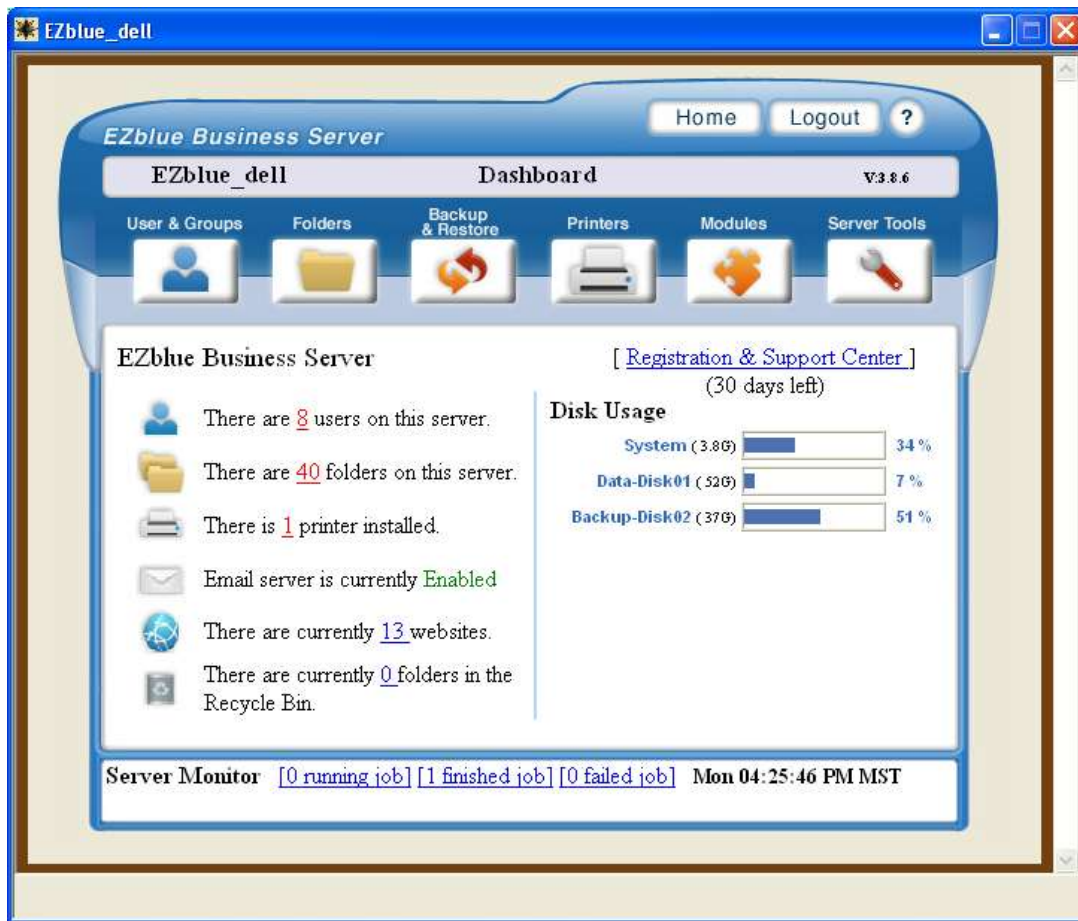 EZblue_dell
EZblue Business Server
Home
Logout
?
EZblue_dell
Dashboard
V:3.8.6
User & Groups
Folders
Backup
& Restore
Printers
Modules
Server Tools
EZblue Business Server
[ Registration & Support Center ]
(30 days left)
There are 8 users on this server.
There are 40 folders on this server.
There is 1 printer installed.
Email server is currently Enabled
There are currently 13 websites.
There are currently 0 folders in the
Recycle Bin.
Disk Usage
System (3.8G) 34 %
Data-Disk01 (52G) 7 %
Backup-Disk02 (37G) 51 %
Server Monitor [0 running job] [1 finished job] [0 failed job] Mon 04:25:46 PM MST